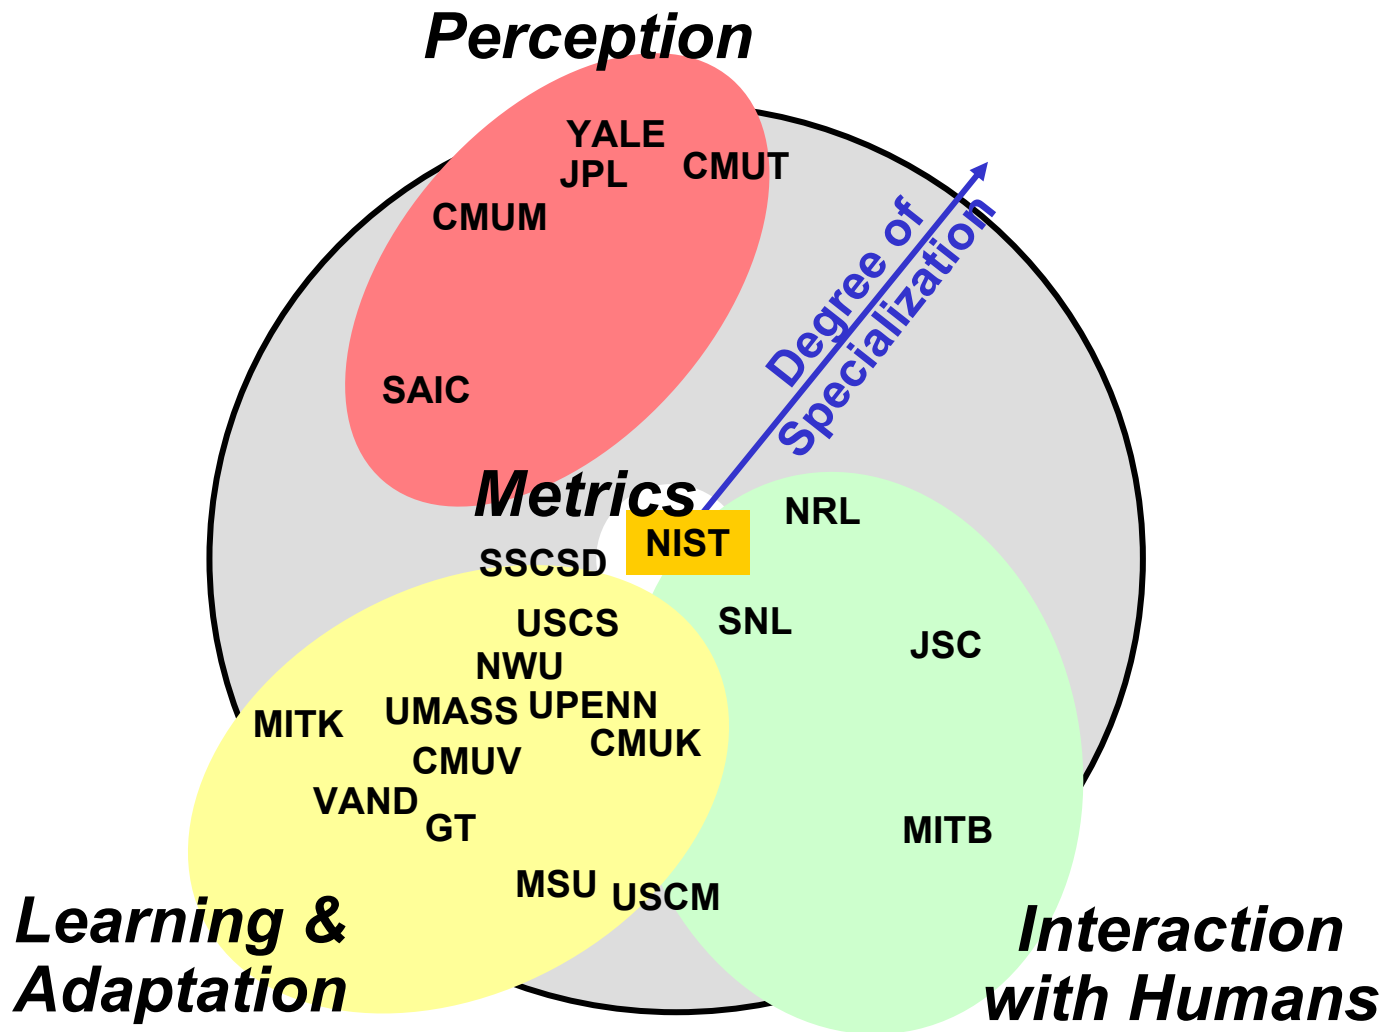 Perception
YALE
JPL
CMUT
CMUM
SAIC
Degree of
Specialization
Metrics
NIST
NRL
SSCSD
USCS
SNL
JSC
NWU
UMASS
UPENN
MITK
CMUK
CMUV
VAND
GT
MITB
MSU
USCM
Learning &
Adaptation
Interaction
with Humans